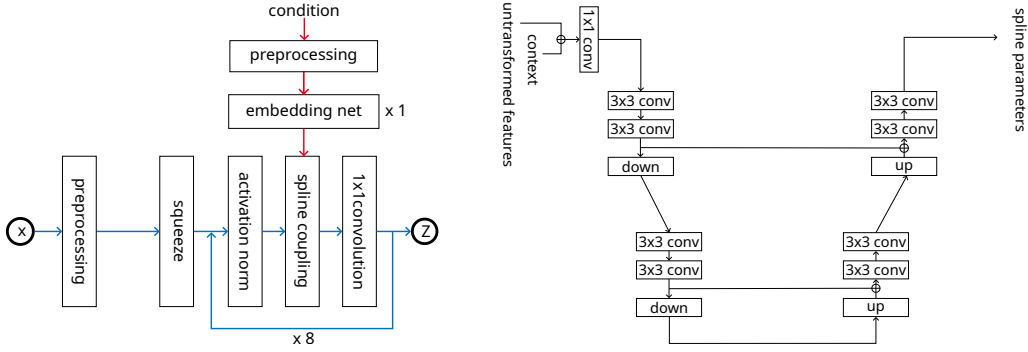 condition
preprocessing
embedding net
x 1
x
preprocessing
squeeze
activation norm
spline coupling
1x1convolution
Z
x 8
untransformed features
context
1x1 conv
3x3 conv
3x3 conv
down
3x3 conv
3x3 conv
down
3x3 conv
3x3 conv
up
3x3 conv
3x3 conv
up
spline parameters